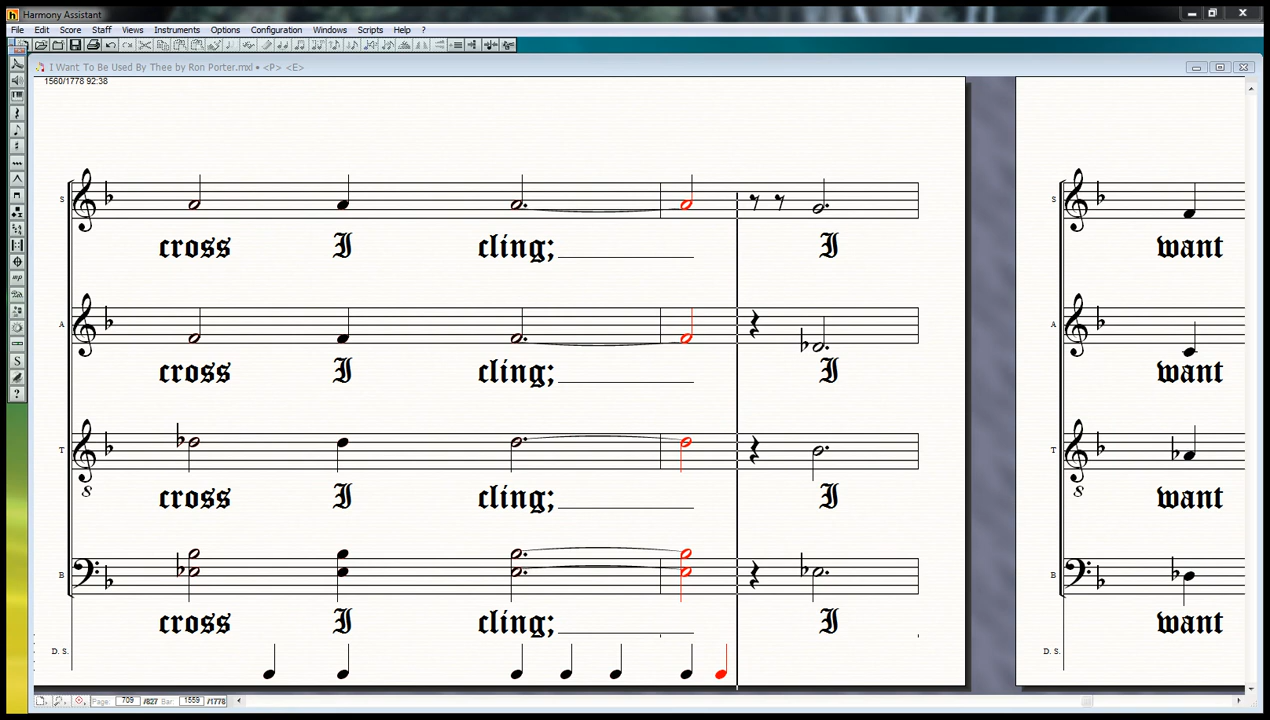 Harmony Assistant
File Edit Score Staff Views Instruments Options Configuration Windows Scripts Help ?
I Want To Be Used By Thee by Ron Porter.mxl • <P> <E>
1560/1778 92:38
S
cross I cling; I
want
A
cross I cling; I
want
T
8
cross I cling; I
want
B
cross I cling; I
want
D. S.
D. S.
Page: 709 /827 Bar: 1559 /1778